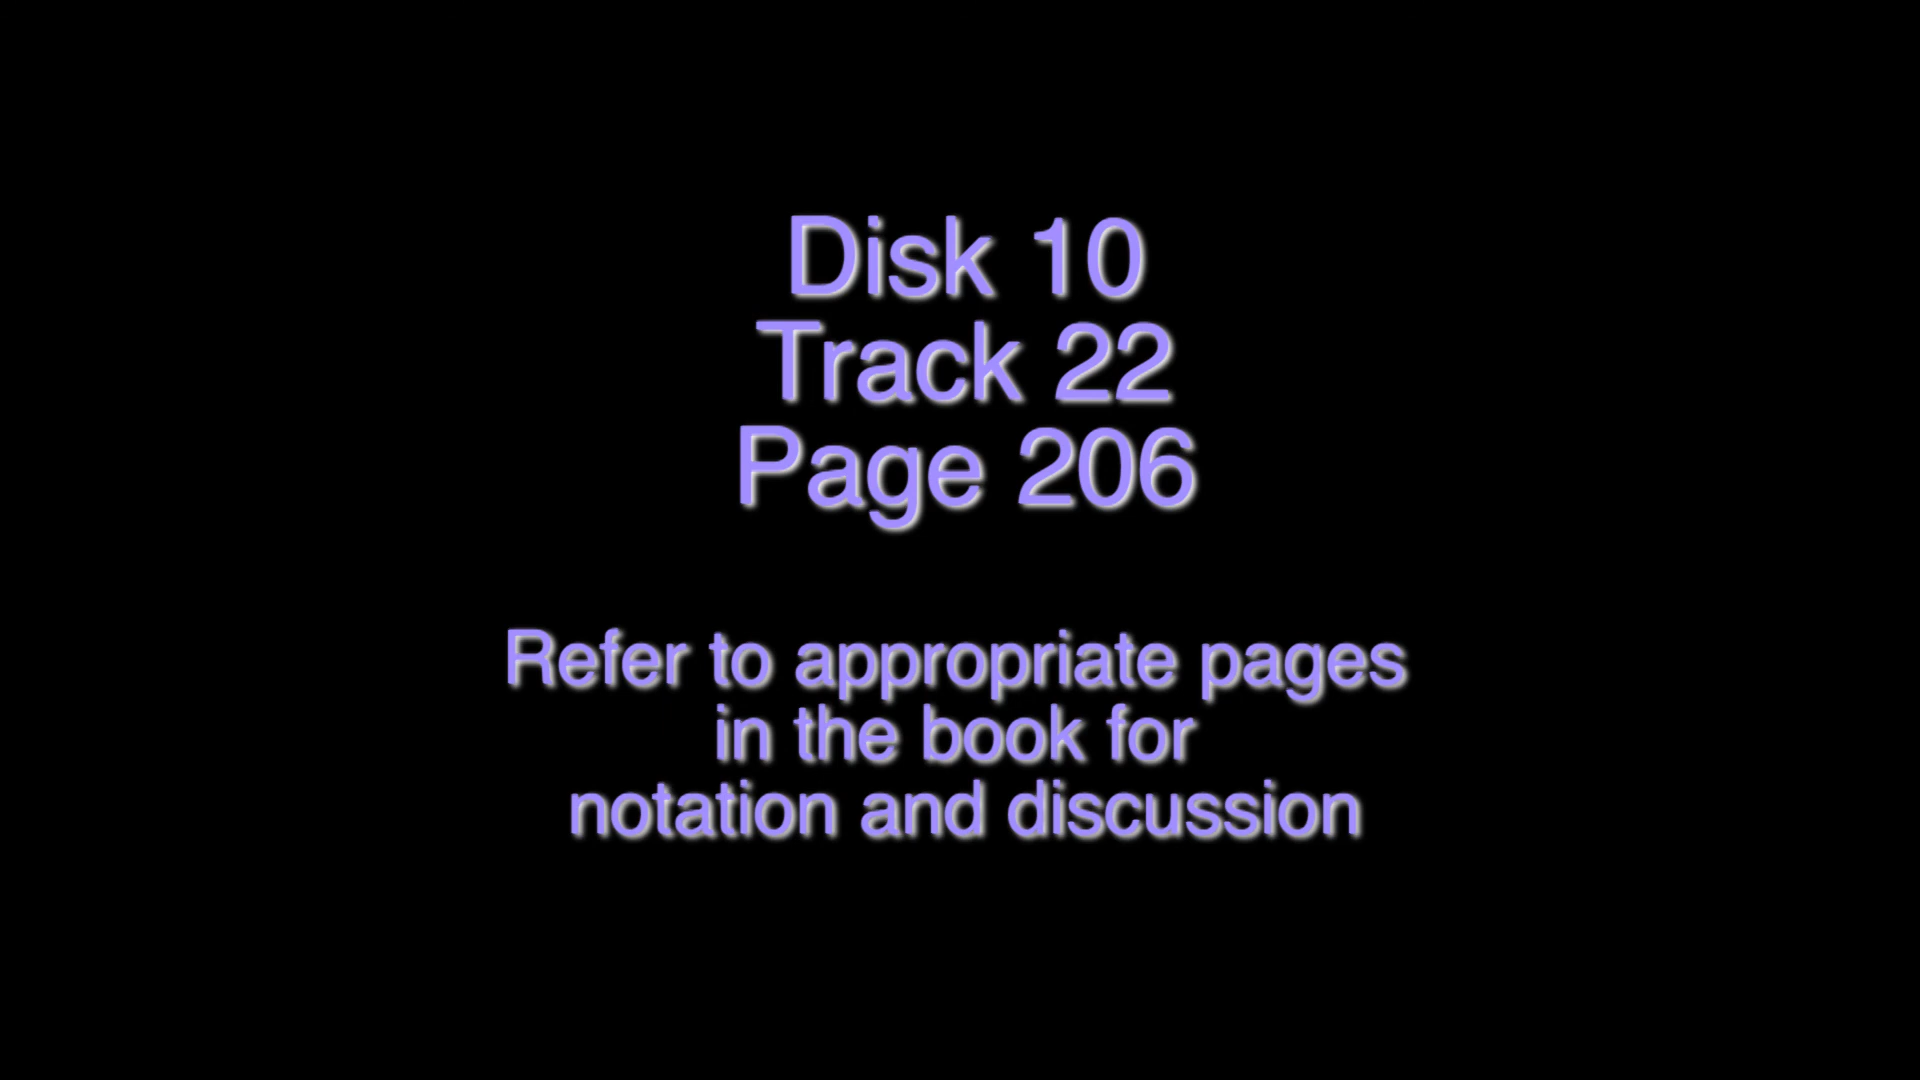 Disk 10
Track 22
Page 206
Refer to appropriate pages
in the book for
notation and discussion